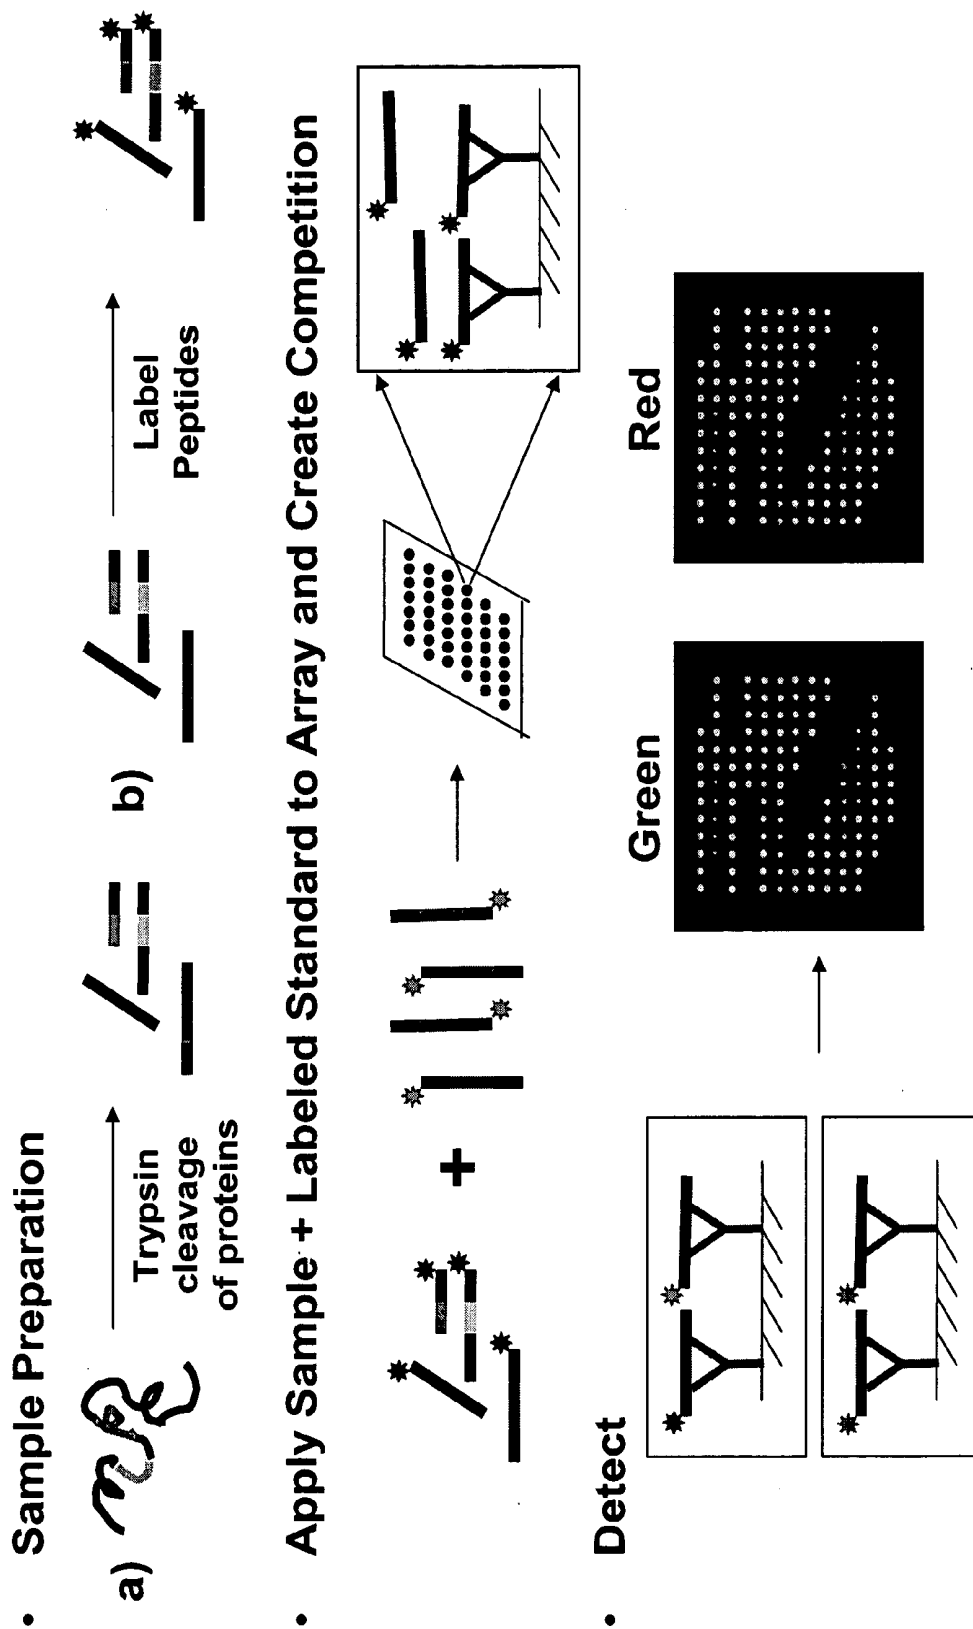 • Sample Preparation
a)
Trypsin
cleavage
of proteins
b)
Label
Peptides
• Apply Sample + Labeled Standard to Array and Create Competition
+
• Detect
Green
Red